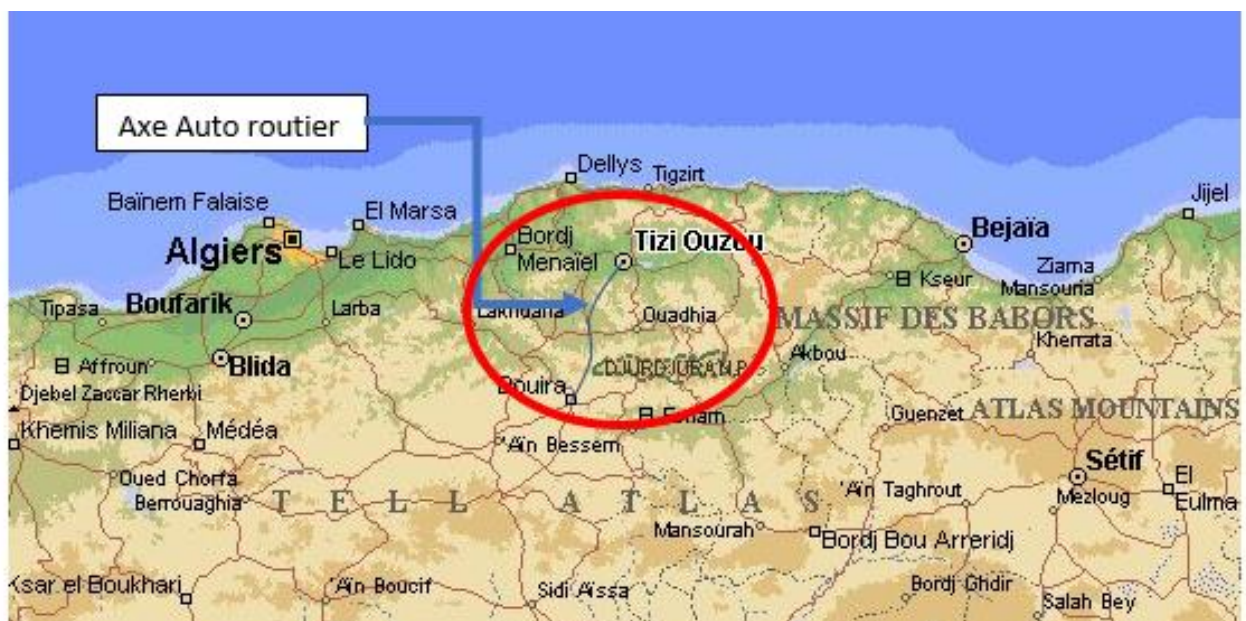 Axe Auto routier
Dellys
Tigzirt
Jijel
Baïnem Falaise
El Marsa
Bordj
Menaïel
Tizi Ouzou
Bejaïa
Algiers
Le Lido
Ziama
Mansouria
El Kseur
Tipasa
Boufarik
Larba
Ouadhia
MASSIF DES BABORS
Kherrata
El Affroun
Blida
Akbou
Djebel Zaccar Rherbi
Bouira
Guenzet
ATLAS MOUNTAINS
Khemis Miliana
Médéa
'Aïn Bessem
Sétif
Oued Chorfa
Berrouaghia
TELL ATLAS
'Aïn Taghrout
Mezloug
El
Eulma
Mansourah
Bordj Bou Arreridj
Ksar el Boukhari
'Aïn Boucif
Sidi Aïssa
Bordj Ghdir
Salah Bey